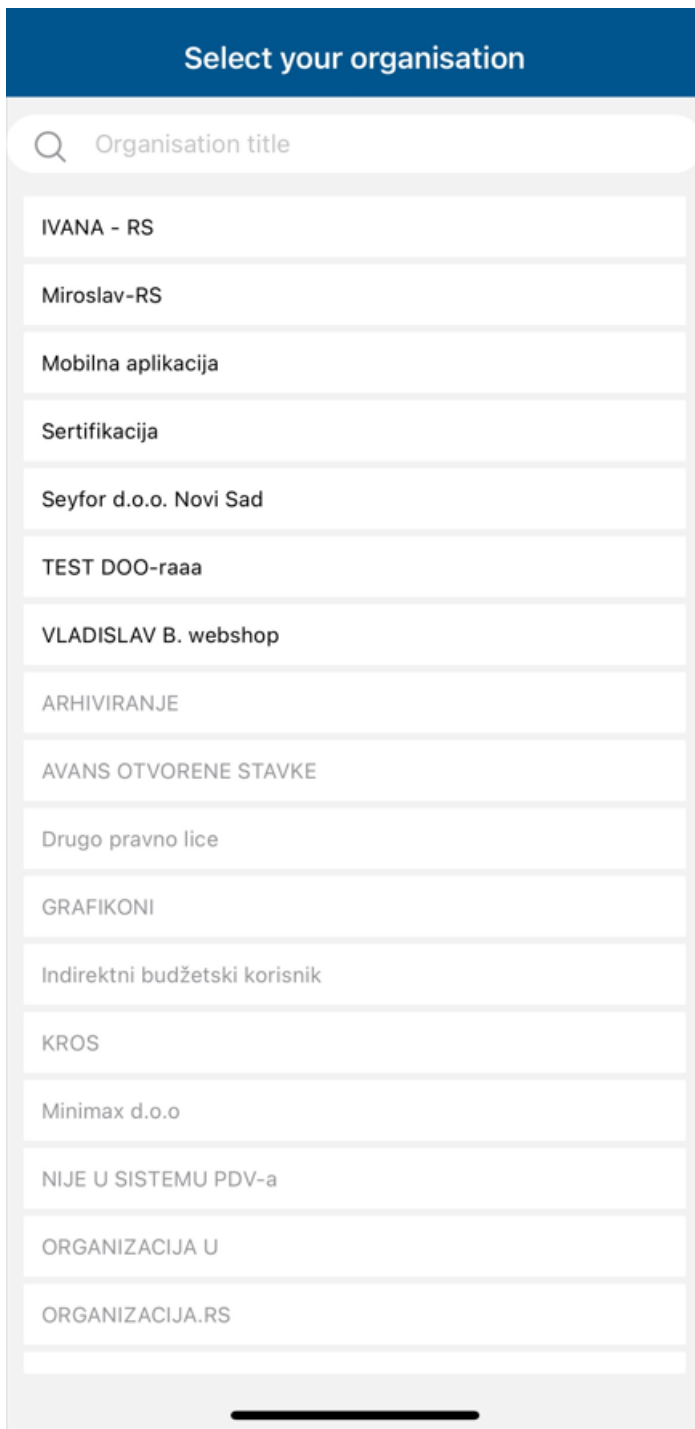 Select your organisation
Organisation title
IVANA - RS
Miroslav-RS
Mobilna aplikacija
Sertifikacija
Seyfor d.o.o. Novi Sad
TEST DOO-raaa
VLADISLAV B. webshop
ARHIVIRANJE
AVANS OTVORENE STAVKE
Drugo pravno lice
GRAFIKONI
Indirektni budžetski korisnik
KROS
Minimax d.o.o
NIJE U SISTEMU PDV-a
ORGANIZACIJA U
ORGANIZACIJA.RS